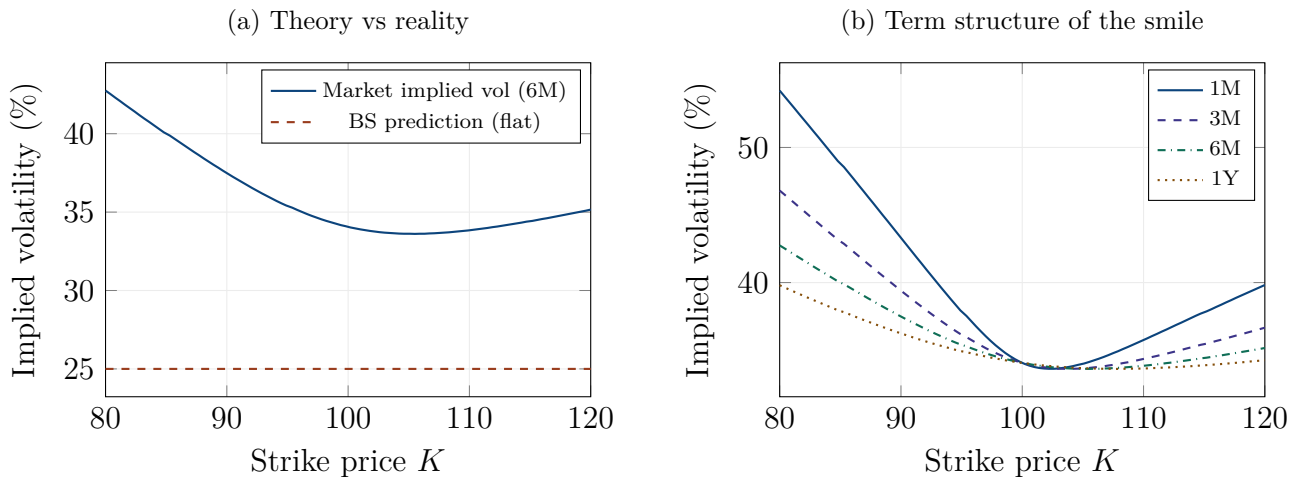 (a) Theory vs reality
Implied volatility (%)
40
35
30
25
80 90 100 110 120
Strike price K
Market implied vol (6M)
BS prediction (flat)
(b) Term structure of the smile
Implied volatility (%)
50
40
80 90 100 110 120
Strike price K
1M
3M
6M
1Y